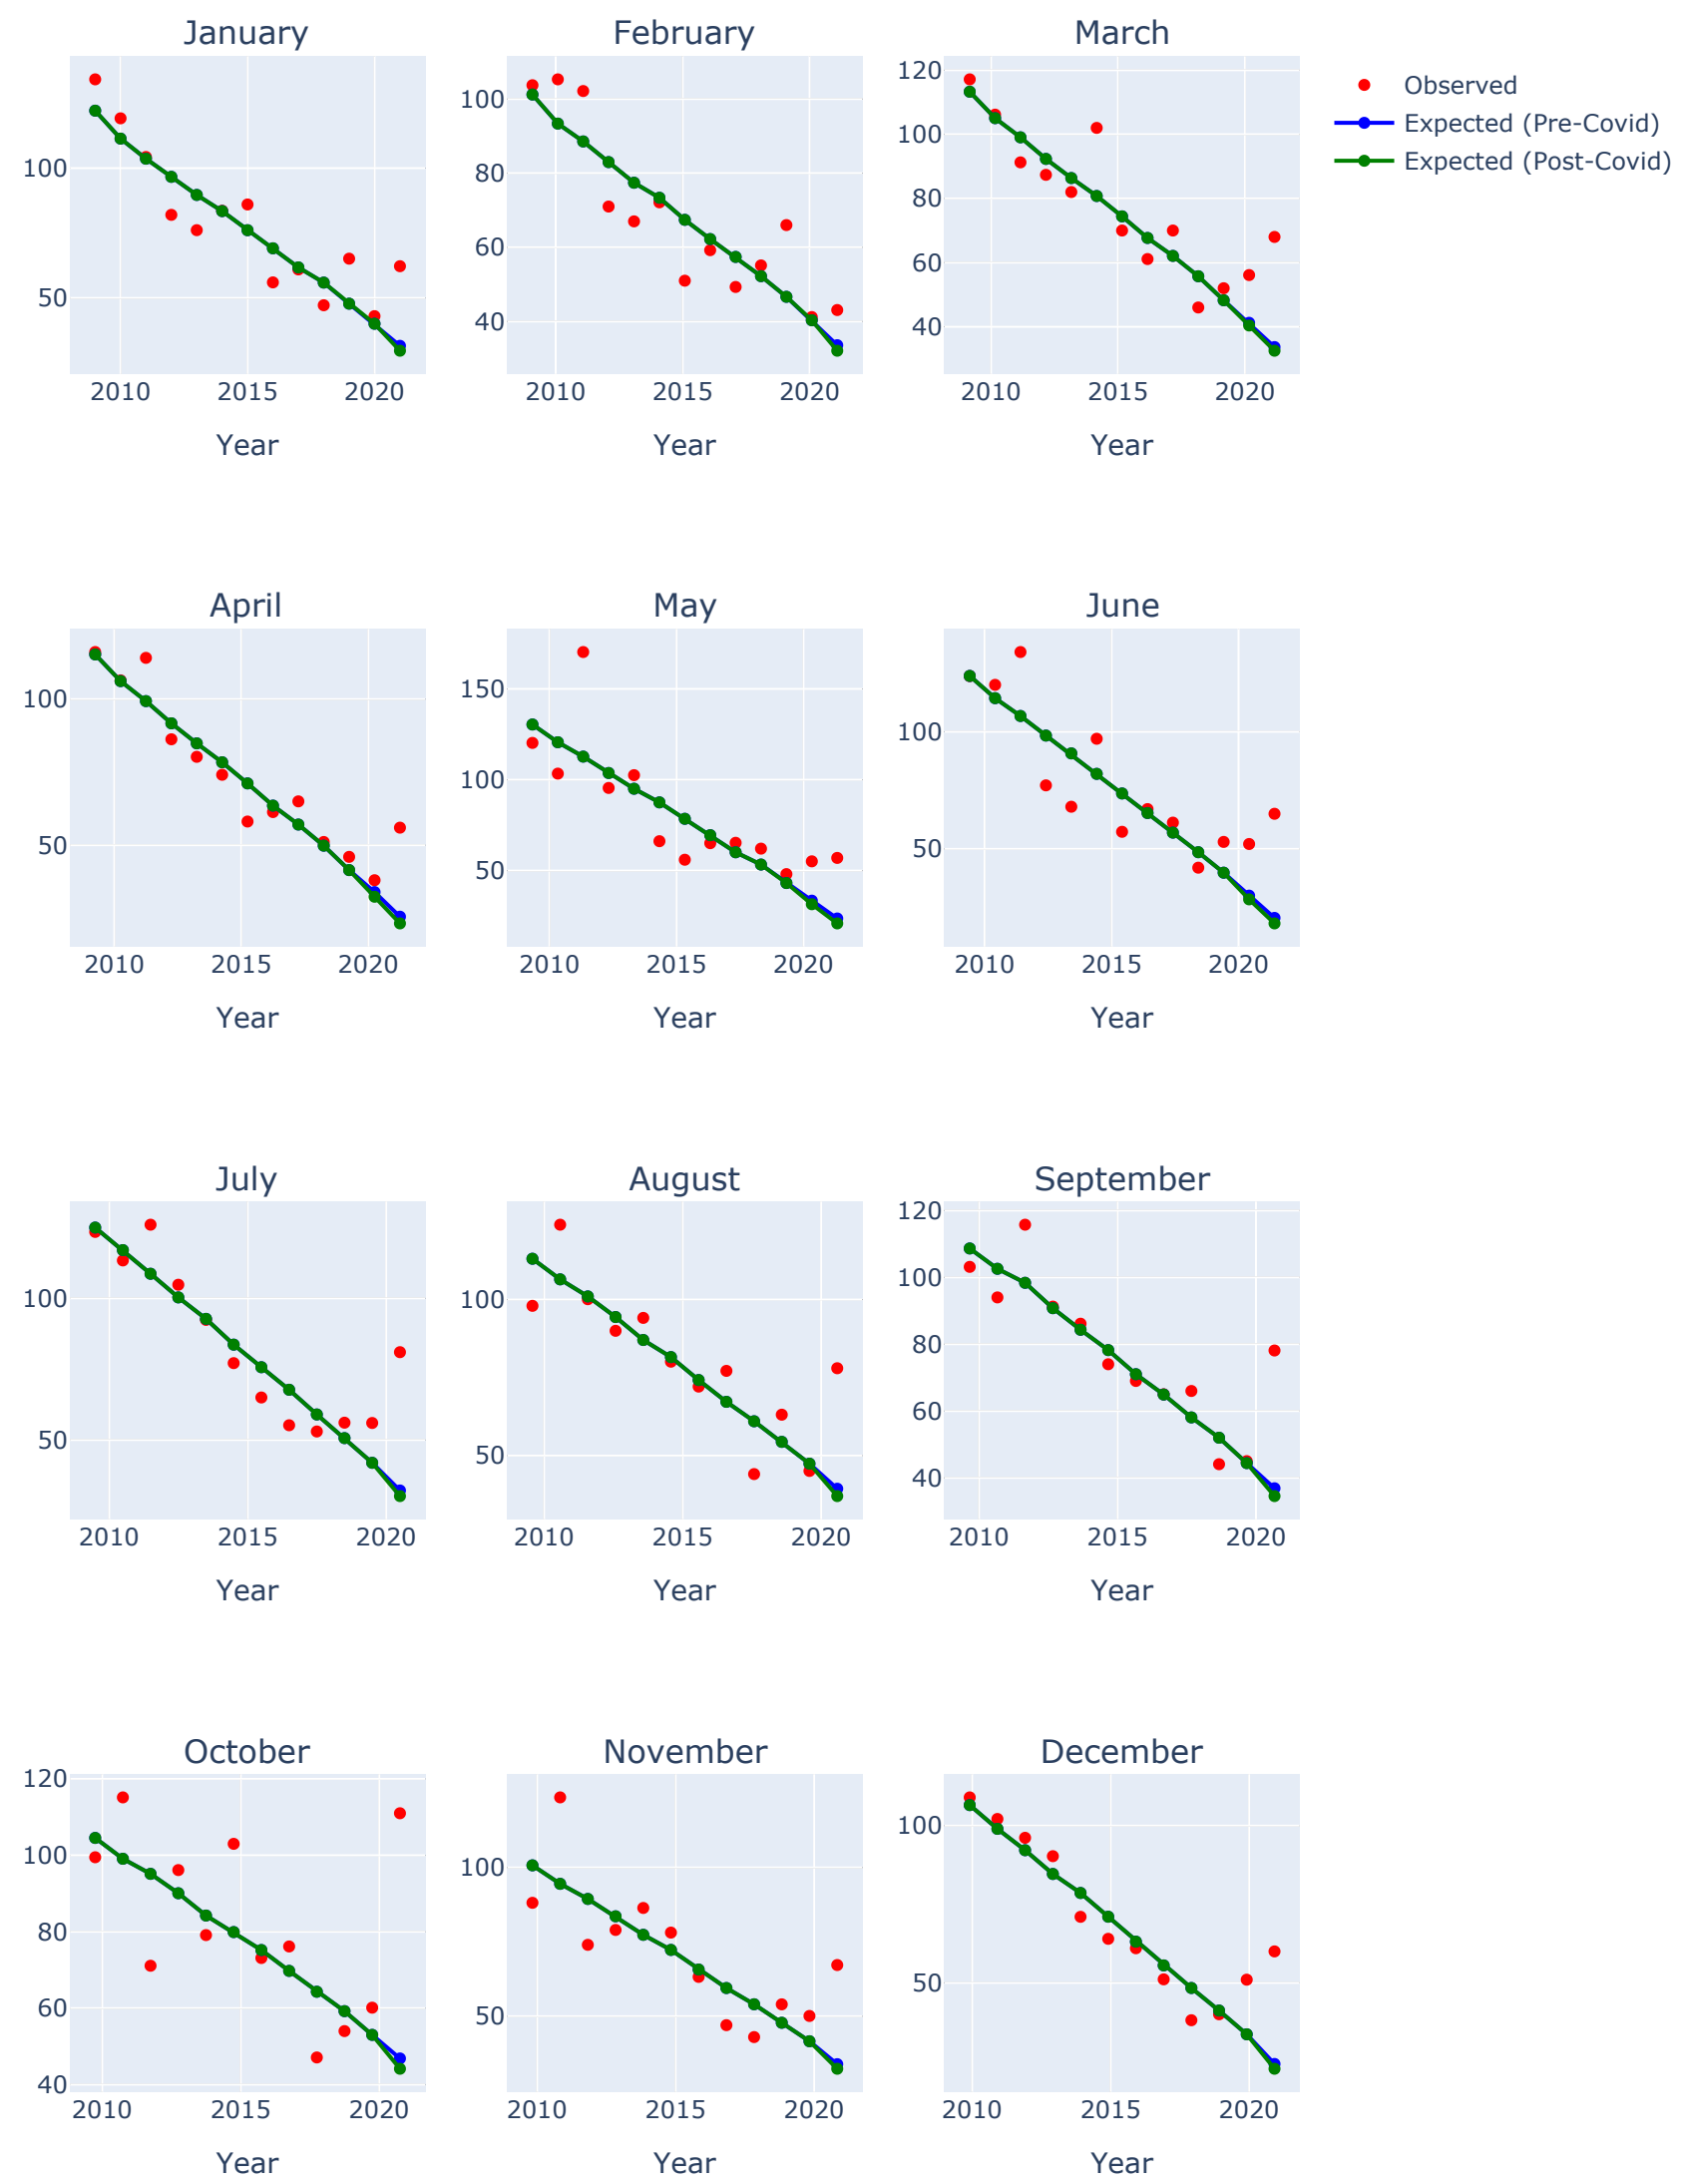 January
February
March
100
50
2010 2015 2020
Year
100
80
60
40
2010 2015 2020
Year
120
100
80
60
40
2010 2015 2020
Year
Observed
Expected (Pre-Covid)
Expected (Post-Covid)
April
May
June
100
50
2010 2015 2020
Year
150
100
50
2010 2015 2020
Year
100
50
2010 2015 2020
Year
July
August
September
100
50
2010 2015 2020
Year
100
50
2010 2015 2020
Year
120
100
80
60
40
2010 2015 2020
Year
October
November
December
120
100
80
60
40
2010 2015 2020
Year
100
50
2010 2015 2020
Year
100
50
2010 2015 2020
Year